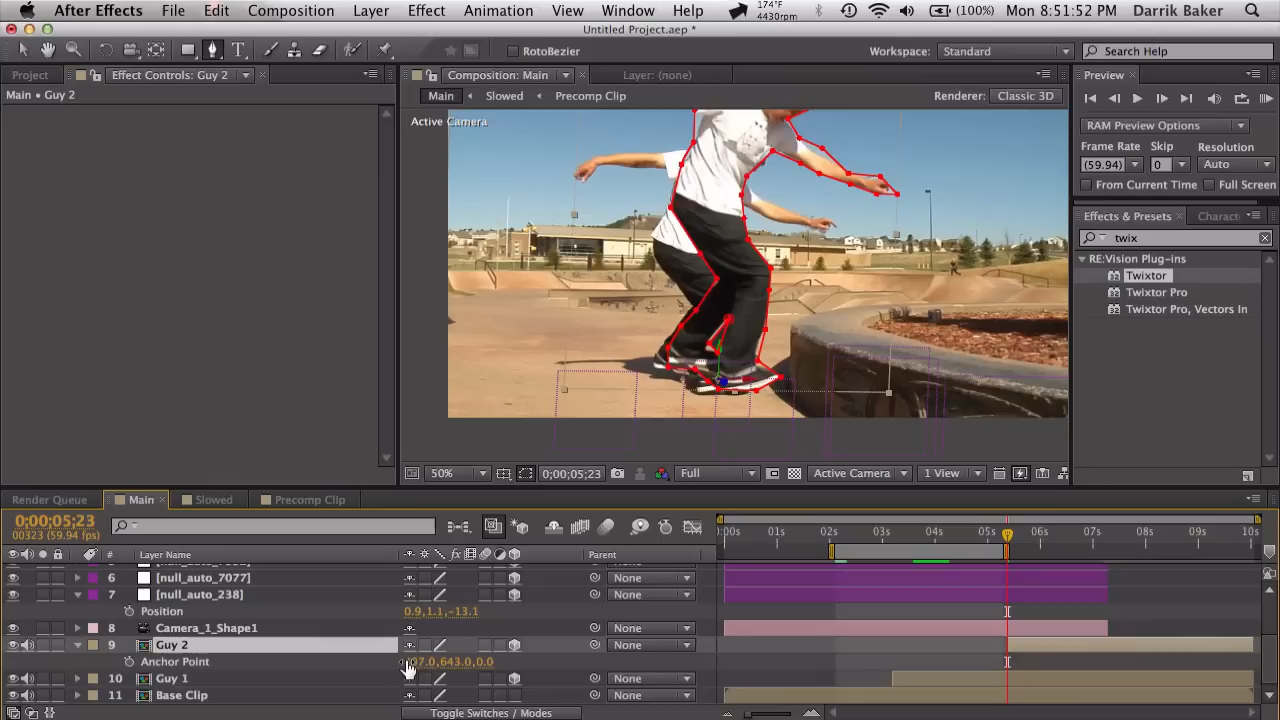 After Effects File Edit Composition Layer Effect Animation View Window Help 174°F 4430rpm (100%) Mon 8:51:52 PM Darrik Baker
Untitled Project.aep *
RotoBezier Workspace: Standard Search Help
Project Effect Controls: Guy 2 Composition: Main Layer: (none) Preview
Main • Guy 2
Main Slowed Precomp Clip Renderer: Classic 3D
Active Camera
RAM Preview Options
Frame Rate Skip Resolution
(59.94) 0 Auto
From Current Time Full Screen
Effects & Presets Charact
twix
RE:Vision Plug-ins
Twixtor
Twixtor Pro
Twixtor Pro, Vectors In
50% 0;00;05;23 Full Active Camera 1 View
Render Queue Main Slowed Precomp Clip
0;00;05;23
00323 (59.94 fps)
:00s 01s 02s 03s 04s 05s 06s 07s 08s 09s 10s
# Layer Name Parent
6 [null_auto_7077] None
7 [null_auto_238] None
Position 0.9,1.1,-13.1
8 Camera_1_Shape1 None
9 Guy 2 None
Anchor Point 97.0,643.0,0.0
10 Guy 1 None
11 Base Clip None
Toggle Switches / Modes